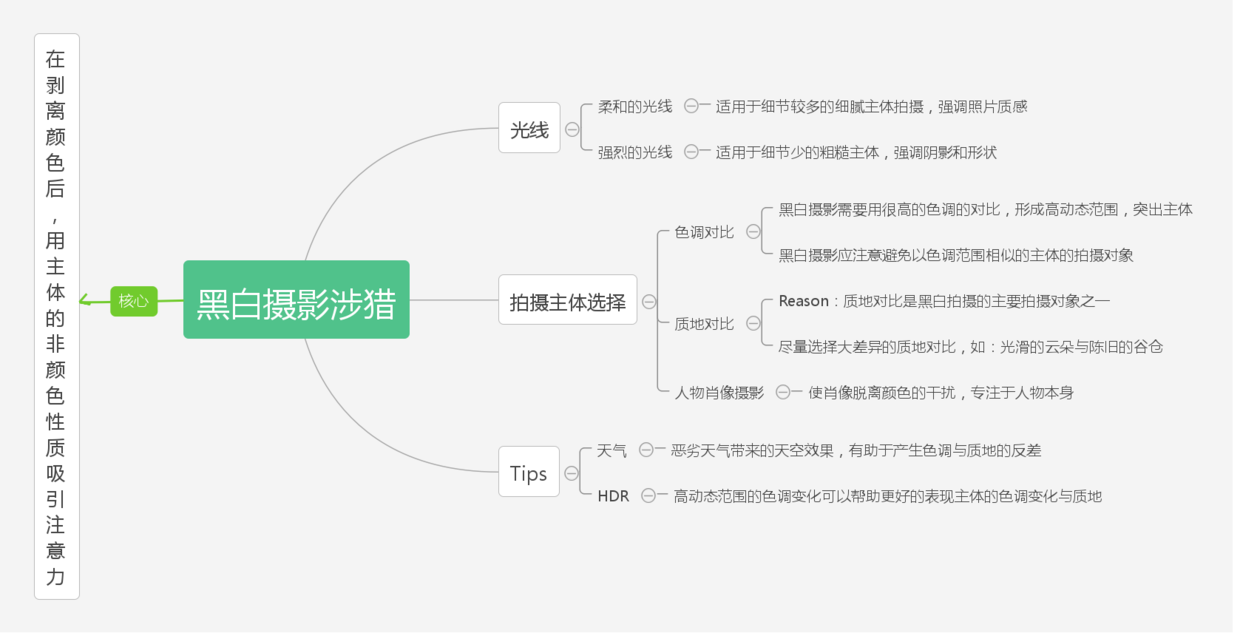 在剥离颜色后，用主体的非颜色性质吸引注意力
核心
黑白摄影涉猎
光线
柔和的光线
适用于细节较多的细腻主体拍摄，强调照片质感
强烈的光线
适用于细节少的粗糙主体，强调阴影和形状
拍摄主体选择
色调对比
黑白摄影需要用很高的色调的对比，形成高动态范围，突出主体
黑白摄影应注意避免以色调范围相似的主体的拍摄对象
质地对比
Reason：质地对比是黑白拍摄的主要拍摄对象之一
尽量选择大差异的质地对比，如：光滑的云朵与陈旧的谷仓
人物肖像摄影
使肖像脱离颜色的干扰，专注于人物本身
Tips
天气
恶劣天气带来的天空效果，有助于产生色调与质地的反差
HDR
高动态范围的色调变化可以帮助更好的表现主体的色调变化与质地